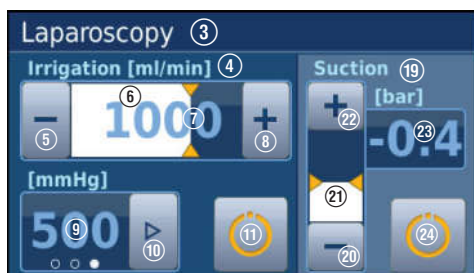 Laparoscopy ③
Irrigation [ml/min] ④
Suction ⑲
− ⑤ ⑥ 1000 ⑦ + ⑧
+ ㉒
[bar]
-0.4 ㉓
[mmHg]
500 ⑨
⑩
⑪
㉑
− ⑳
㉔